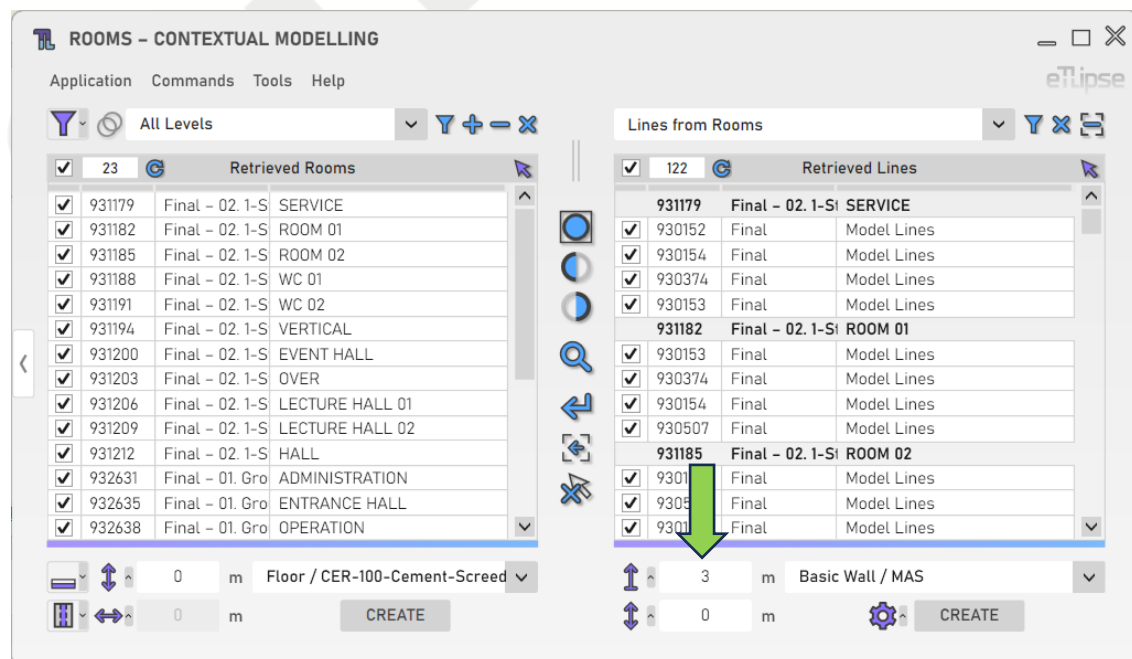 ROOMS – CONTEXTUAL MODELLING
Application Commands Tools Help
eTLipse
All Levels
Lines from Rooms
23 Retrieved Rooms
122 Retrieved Lines
931179 Final – 02. 1-S SERVICE
931182 Final – 02. 1-S ROOM 01
931185 Final – 02. 1-S ROOM 02
931188 Final – 02. 1-S WC 01
931191 Final – 02. 1-S WC 02
931194 Final – 02. 1-S VERTICAL
931200 Final – 02. 1-S EVENT HALL
931203 Final – 02. 1-S OVER
931206 Final – 02. 1-S LECTURE HALL 01
931209 Final – 02. 1-S LECTURE HALL 02
931212 Final – 02. 1-S HALL
932631 Final – 01. Gro ADMINISTRATION
932635 Final – 01. Gro ENTRANCE HALL
932638 Final – 01. Gro OPERATION
931179 Final – 02. 1-St SERVICE
930152 Final Model Lines
930154 Final Model Lines
930374 Final Model Lines
930153 Final Model Lines
931182 Final – 02. 1-St ROOM 01
930153 Final Model Lines
930374 Final Model Lines
930154 Final Model Lines
930507 Final Model Lines
931185 Final – 02. 1-St ROOM 02
Final Model Lines
Final Model Lines
Final Model Lines
0 m Floor / CER-100-Cement-Screed
0 m CREATE
3 m Basic Wall / MAS
0 m CREATE